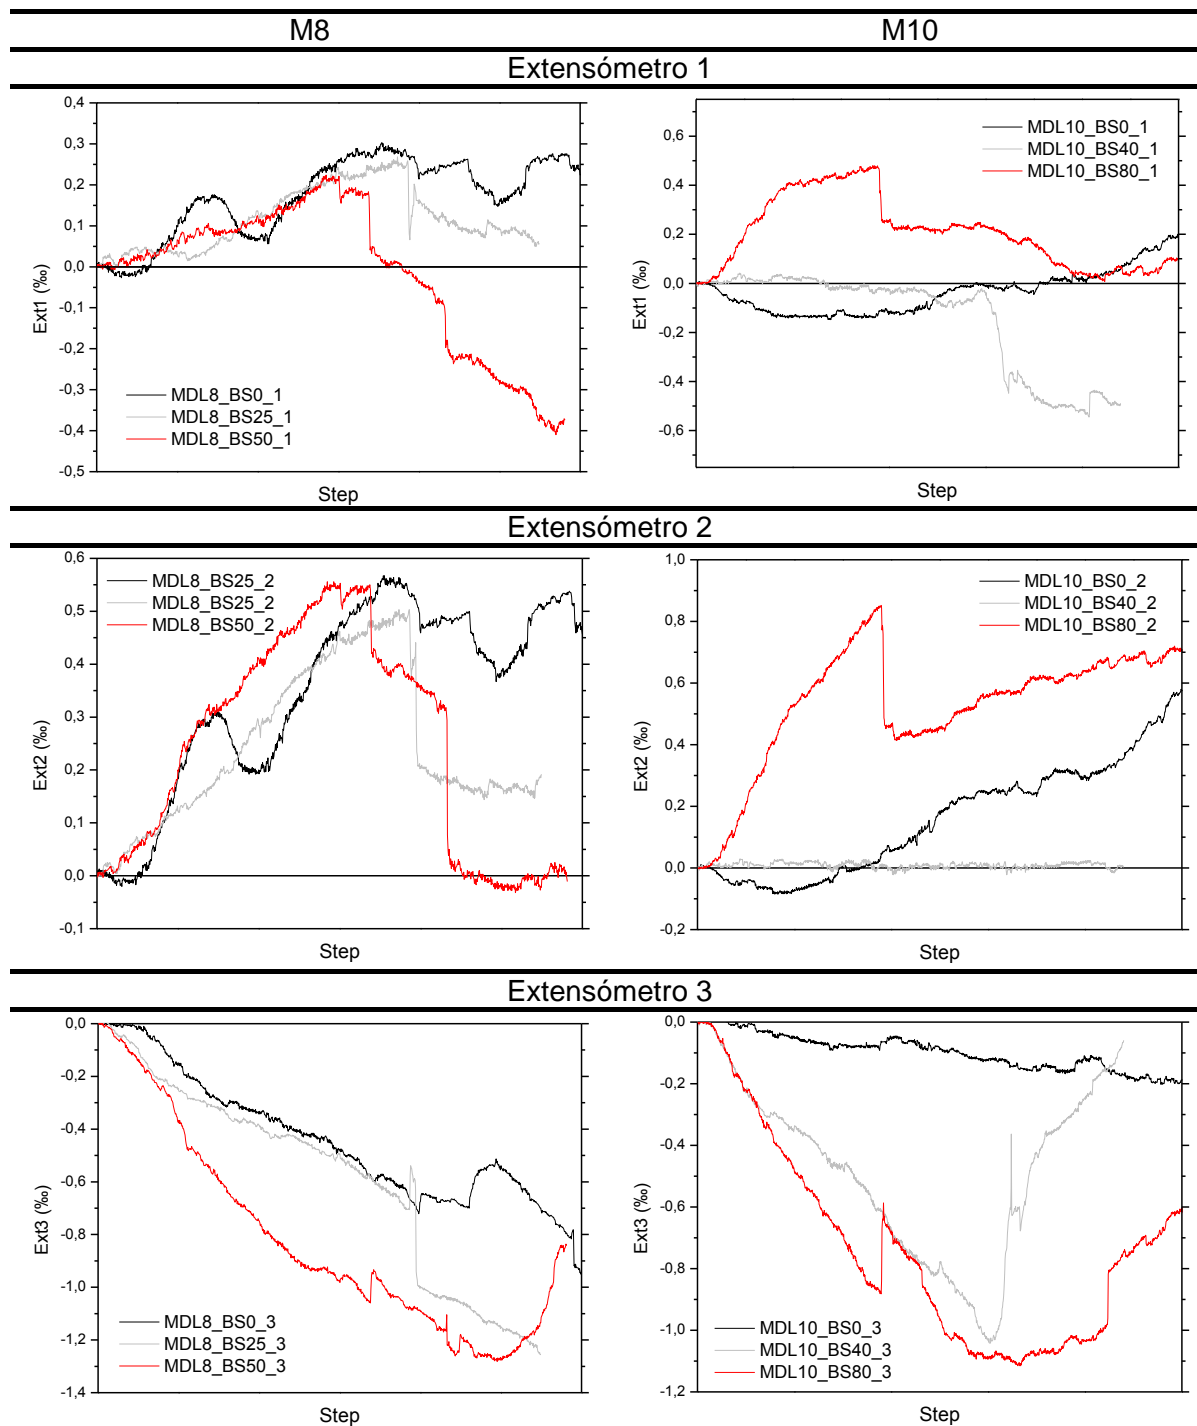 M8 M10
Extensómetro 1
0,4
0,3
0,2
0,1
0,0
-0,1
-0,2
-0,3
-0,4
-0,5
Ext1 (‰)
MDL8_BS0_1
MDL8_BS25_1
MDL8_BS50_1
Step
0,6
0,4
0,2
0,0
-0,2
-0,4
-0,6
Ext1 (‰)
MDL10_BS0_1
MDL10_BS40_1
MDL10_BS80_1
Step
Extensómetro 2
0,6
0,5
0,4
0,3
0,2
0,1
0,0
-0,1
Ext2 (‰)
MDL8_BS25_2
MDL8_BS25_2
MDL8_BS50_2
Step
1,0
0,8
0,6
0,4
0,2
0,0
-0,2
Ext2 (‰)
MDL10_BS0_2
MDL10_BS40_2
MDL10_BS80_2
Step
Extensómetro 3
0,0
-0,2
-0,4
-0,6
-0,8
-1,0
-1,2
-1,4
Ext3 (‰)
MDL8_BS0_3
MDL8_BS25_3
MDL8_BS50_3
Step
0,0
-0,2
-0,4
-0,6
-0,8
-1,0
-1,2
Ext3 (‰)
MDL10_BS0_3
MDL10_BS40_3
MDL10_BS80_3
Step